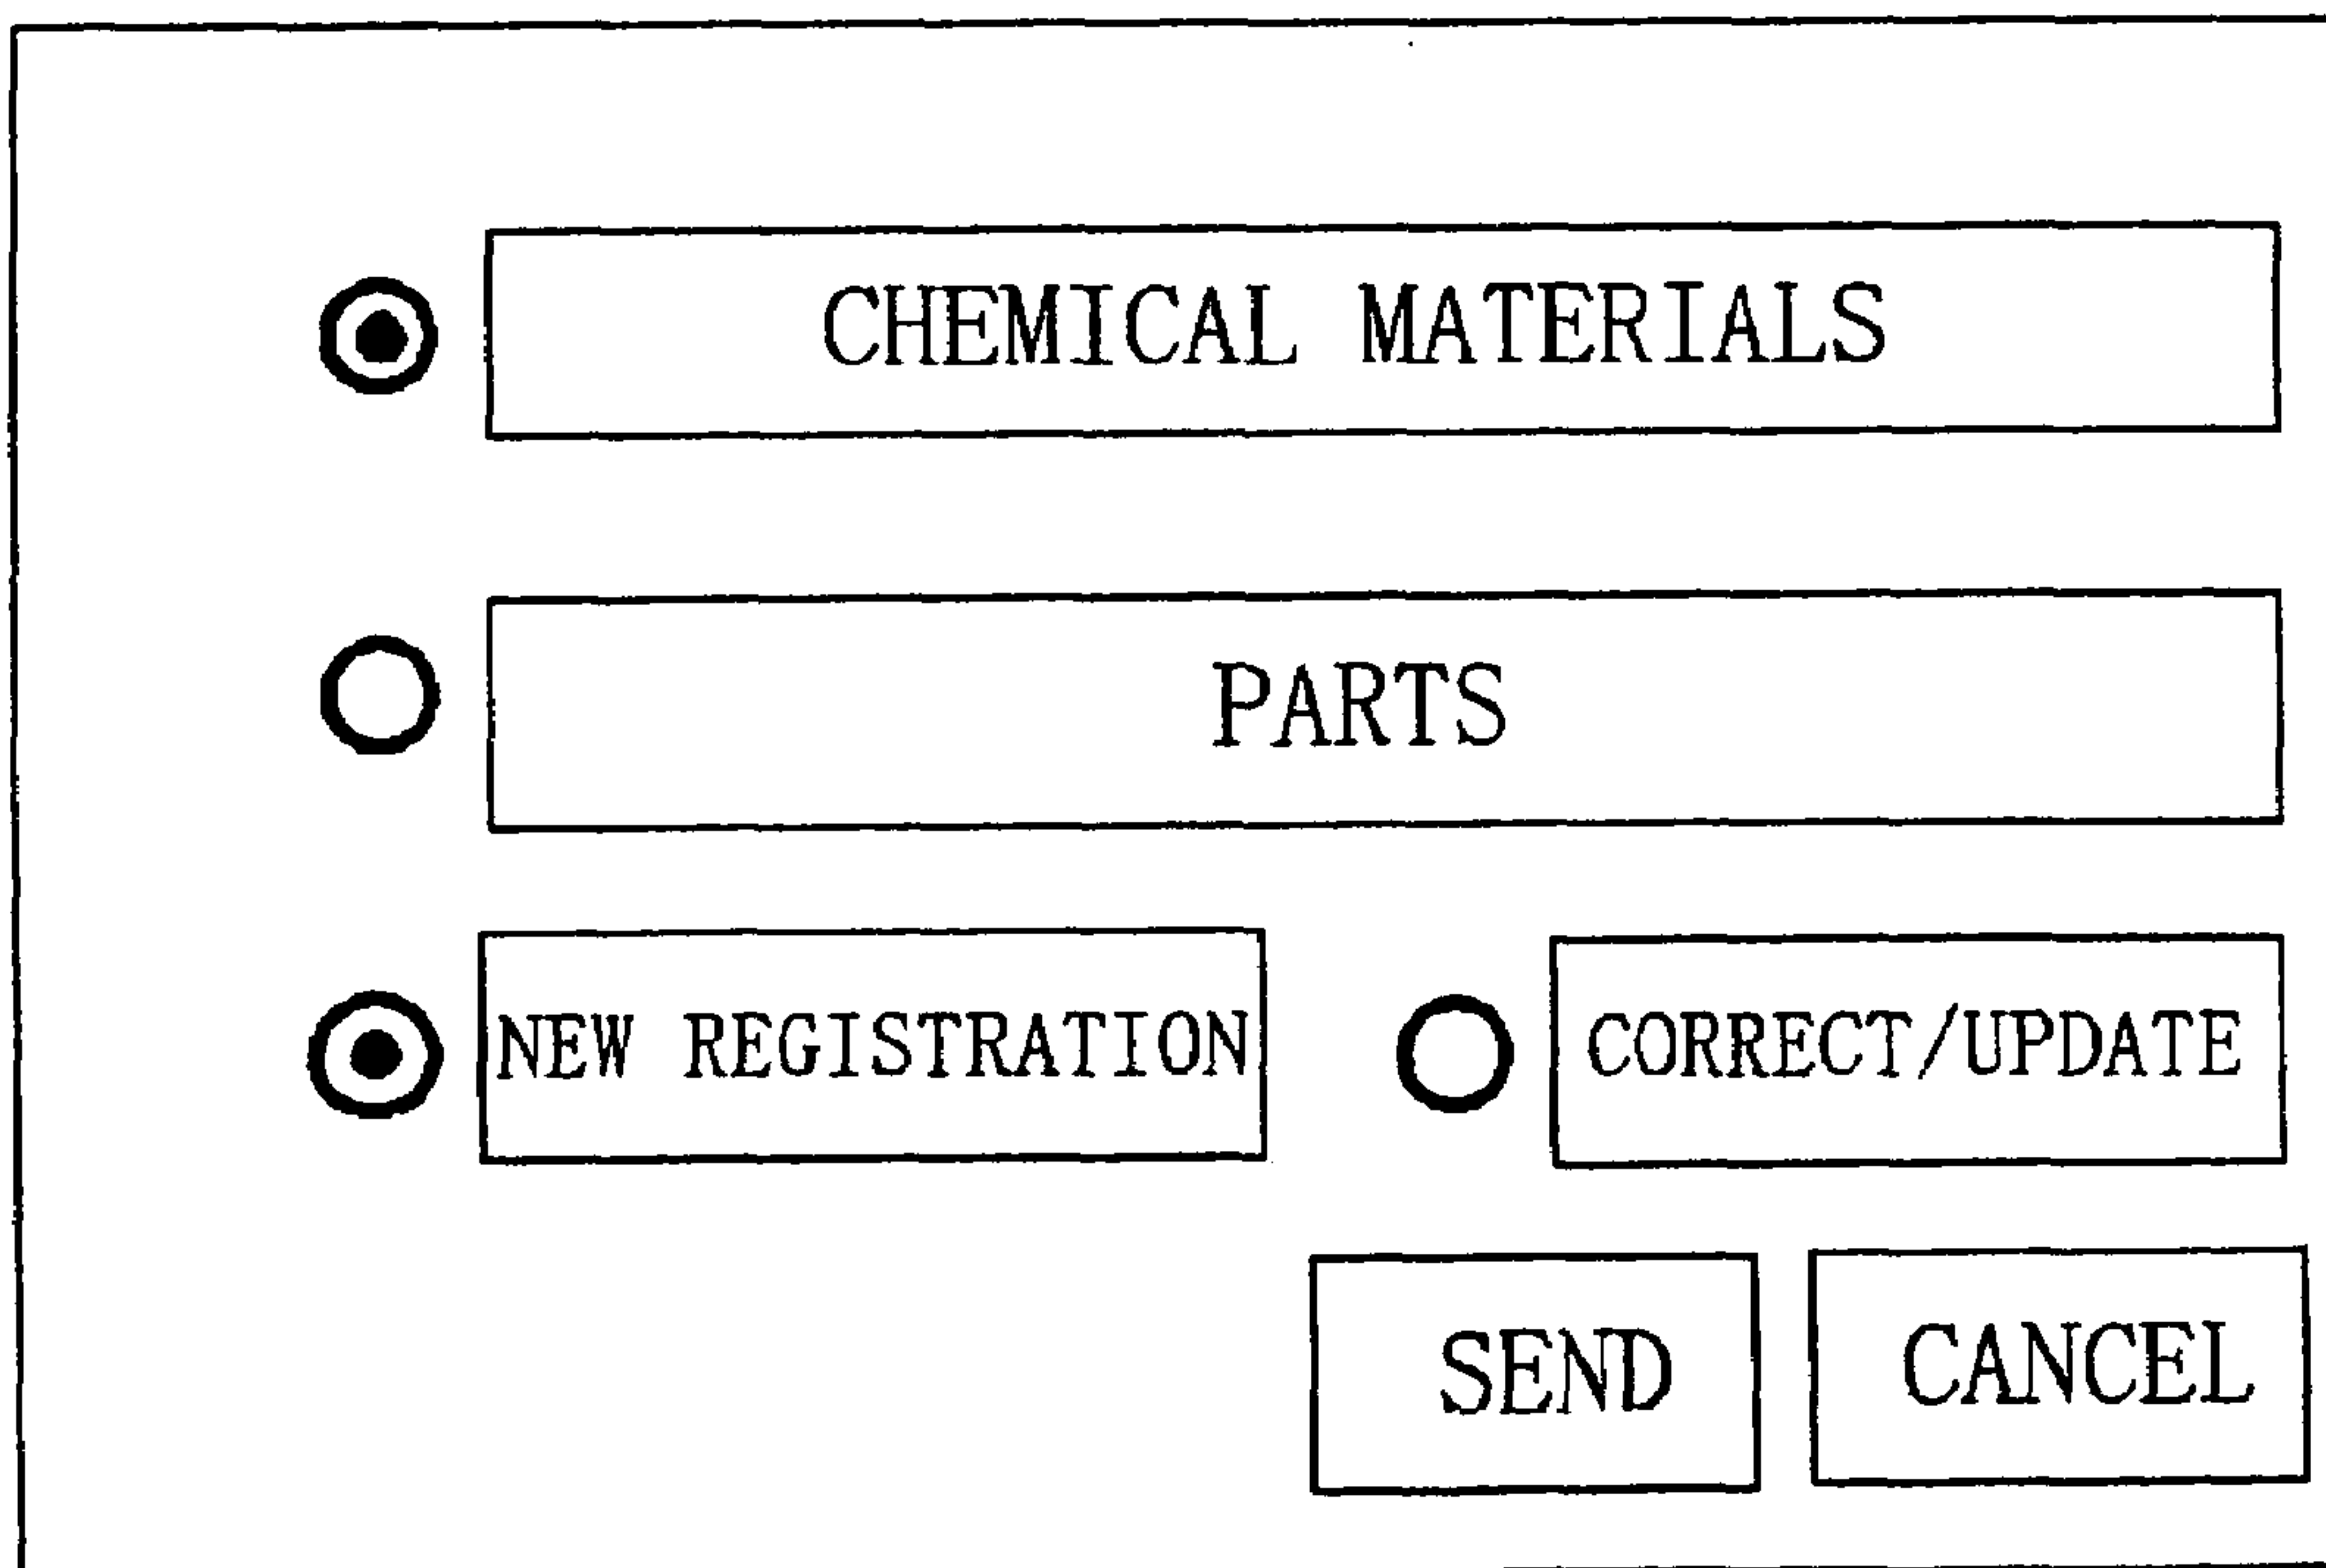 CHEMICAL MATERIALS
PARTS
NEW REGISTRATION CORRECT/UPDATE
SEND CANCEL